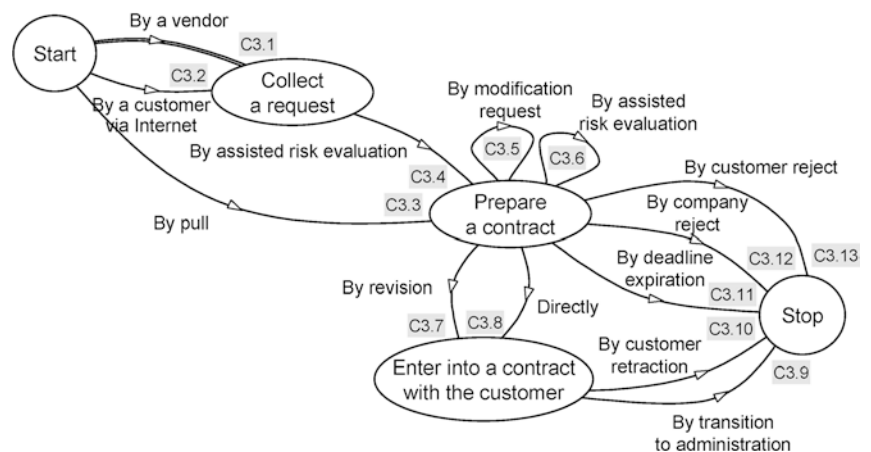 By a vendor
Start
C3.1
C3.2
Collect
a request
By a customer
via Internet
By modification
request
By assisted
risk evaluation
C3.5
C3.6
By assisted risk evaluation
C3.4
C3.3
By pull
Prepare
a contract
By customer reject
By company
reject
C3.12
C3.13
By deadline
expiration
C3.11
By revision
Directly
C3.7
C3.8
C3.10
Stop
Enter into a contract
with the customer
By customer
retraction
C3.9
By transition
to administration